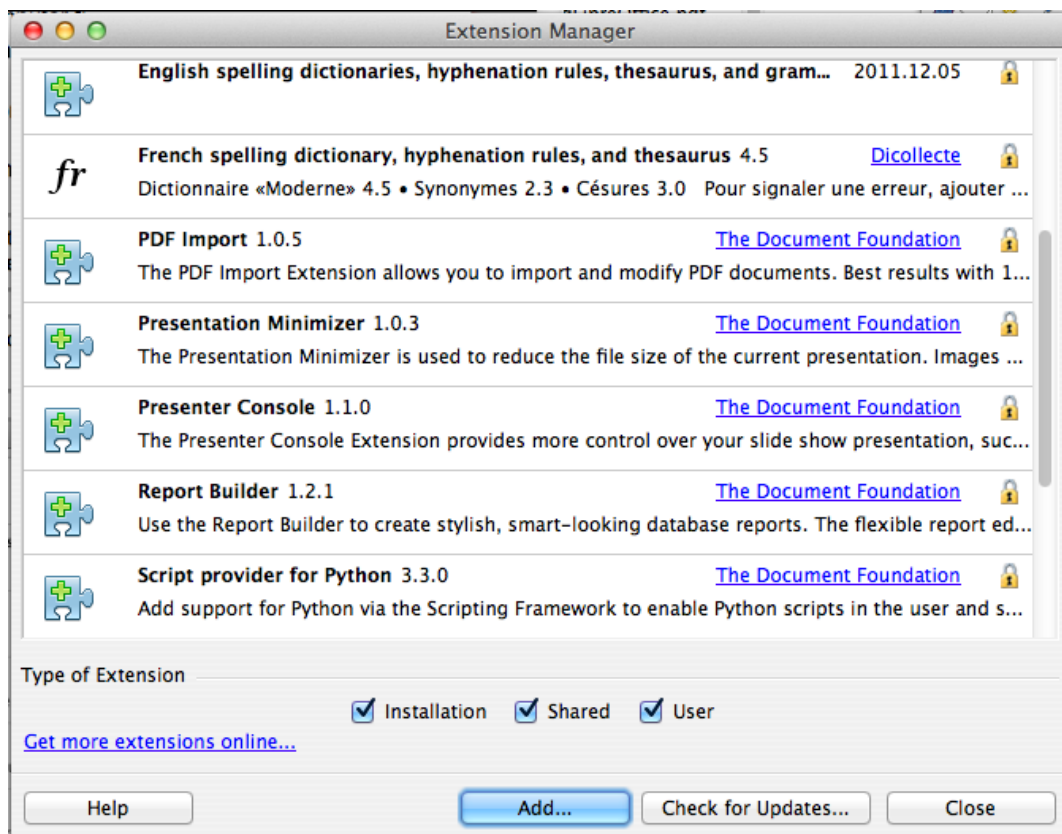 Extension Manager
English spelling dictionaries, hyphenation rules, thesaurus, and gram... 2011.12.05
fr
French spelling dictionary, hyphenation rules, and thesaurus 4.5 Dicollecte
Dictionnaire «Moderne» 4.5 • Synonymes 2.3 • Césures 3.0 Pour signaler une erreur, ajouter ...
PDF Import 1.0.5 The Document Foundation
The PDF Import Extension allows you to import and modify PDF documents. Best results with 1...
Presentation Minimizer 1.0.3 The Document Foundation
The Presentation Minimizer is used to reduce the file size of the current presentation. Images ...
Presenter Console 1.1.0 The Document Foundation
The Presenter Console Extension provides more control over your slide show presentation, suc...
Report Builder 1.2.1 The Document Foundation
Use the Report Builder to create stylish, smart-looking database reports. The flexible report ed...
Script provider for Python 3.3.0 The Document Foundation
Add support for Python via the Scripting Framework to enable Python scripts in the user and s...
Type of Extension
Installation Shared User
Get more extensions online...
Help Add... Check for Updates... Close